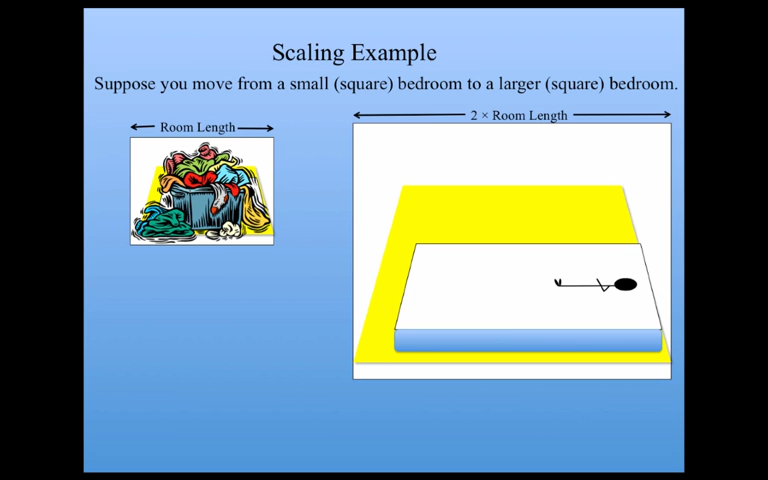 Scaling Example
Suppose you move from a small (square) bedroom to a larger (square) bedroom.
Room Length
2 × Room Length